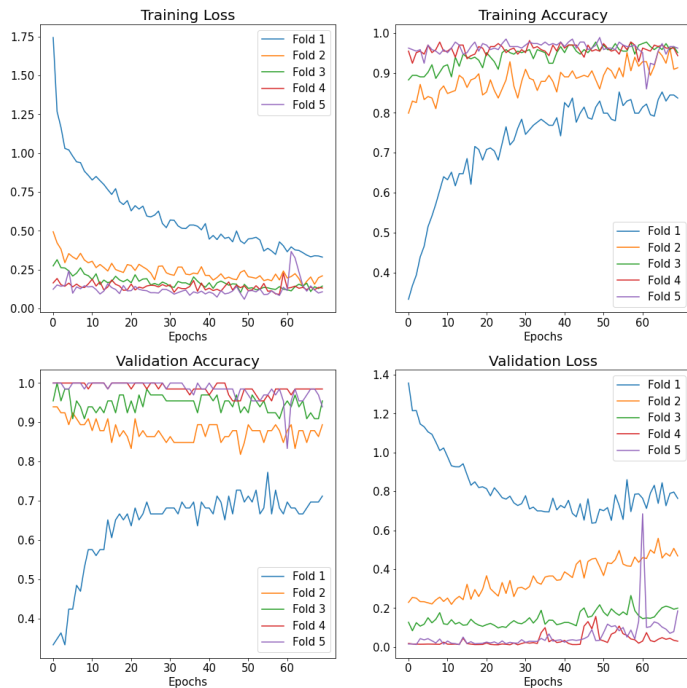 Training Loss
1.75
1.50
1.25
1.00
0.75
0.50
0.25
0.00
0 10 20 30 40 50 60
Epochs
Fold 1
Fold 2
Fold 3
Fold 4
Fold 5
Training Accuracy
1.0
0.9
0.8
0.7
0.6
0.5
0.4
0 10 20 30 40 50 60
Epochs
Fold 1
Fold 2
Fold 3
Fold 4
Fold 5
Validation Accuracy
1.0
0.9
0.8
0.7
0.6
0.5
0.4
0 10 20 30 40 50 60
Epochs
Fold 1
Fold 2
Fold 3
Fold 4
Fold 5
Validation Loss
1.4
1.2
1.0
0.8
0.6
0.4
0.2
0.0
0 10 20 30 40 50 60
Epochs
Fold 1
Fold 2
Fold 3
Fold 4
Fold 5